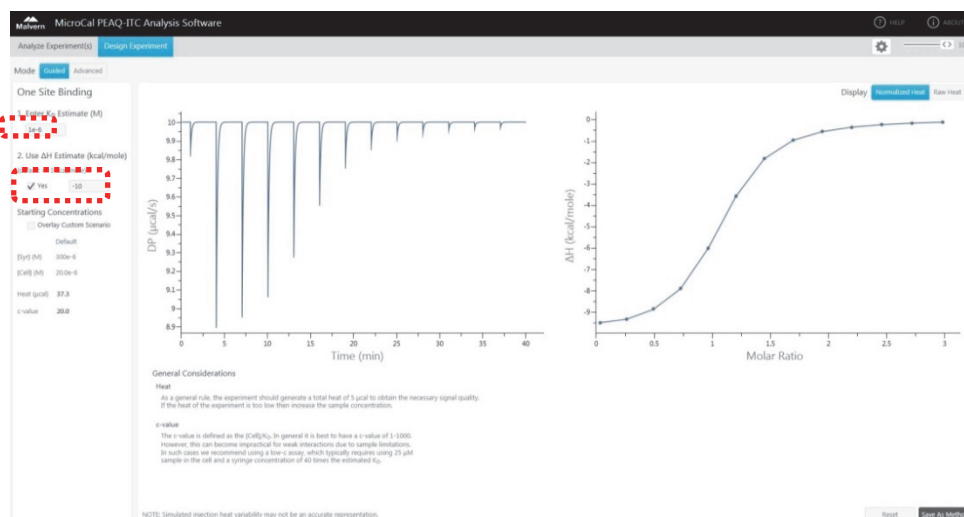 Malvern MicroCal PEAQ-ITC Analysis Software
HELP
ABOUT
Analyze Experiment(s) Design Experiment
Mode Guided Advanced
One Site Binding
1. Enter KD Estimate (M)
1e-6
2. Use ΔH Estimate (kcal/mole)
Yes -10
Starting Concentrations
Overlay Custom Scenario
Default
[Syr] (M) 300e-6
[Cell] (M) 20.0e-6
Heat (µcal) 37.3
c-value 20.0
Display Normalized Heat Raw Heat
DP (µcal/s)
10
9.9
9.8
9.7
9.6
9.5
9.4
9.3
9.2
9.1
9
8.9
0 5 10 15 20 25 30 35 40
Time (min)
ΔH (kcal/mole)
0
-1
-2
-3
-4
-5
-6
-7
-8
-9
0 0.5 1 1.5 2 2.5 3
Molar Ratio
General Considerations
Heat
As a general rule, the experiment should generate a total heat of 5 µcal to obtain the necessary signal quality.
If the heat of the experiment is too low then increase the sample concentration.
c-value
The c-value is defined as the [Cell]/KD. In general it is best to have a c-value of 1-1000.
However, this can become impractical for weak interactions due to sample limitations.
In such cases we recommend using a low-c assay, which typically requires using 25 µM
sample in the cell and a syringe concentration of 40 times the estimated KD.
NOTE: Simulated injection heat variability may not be an accurate representation.
Reset
Save As Method